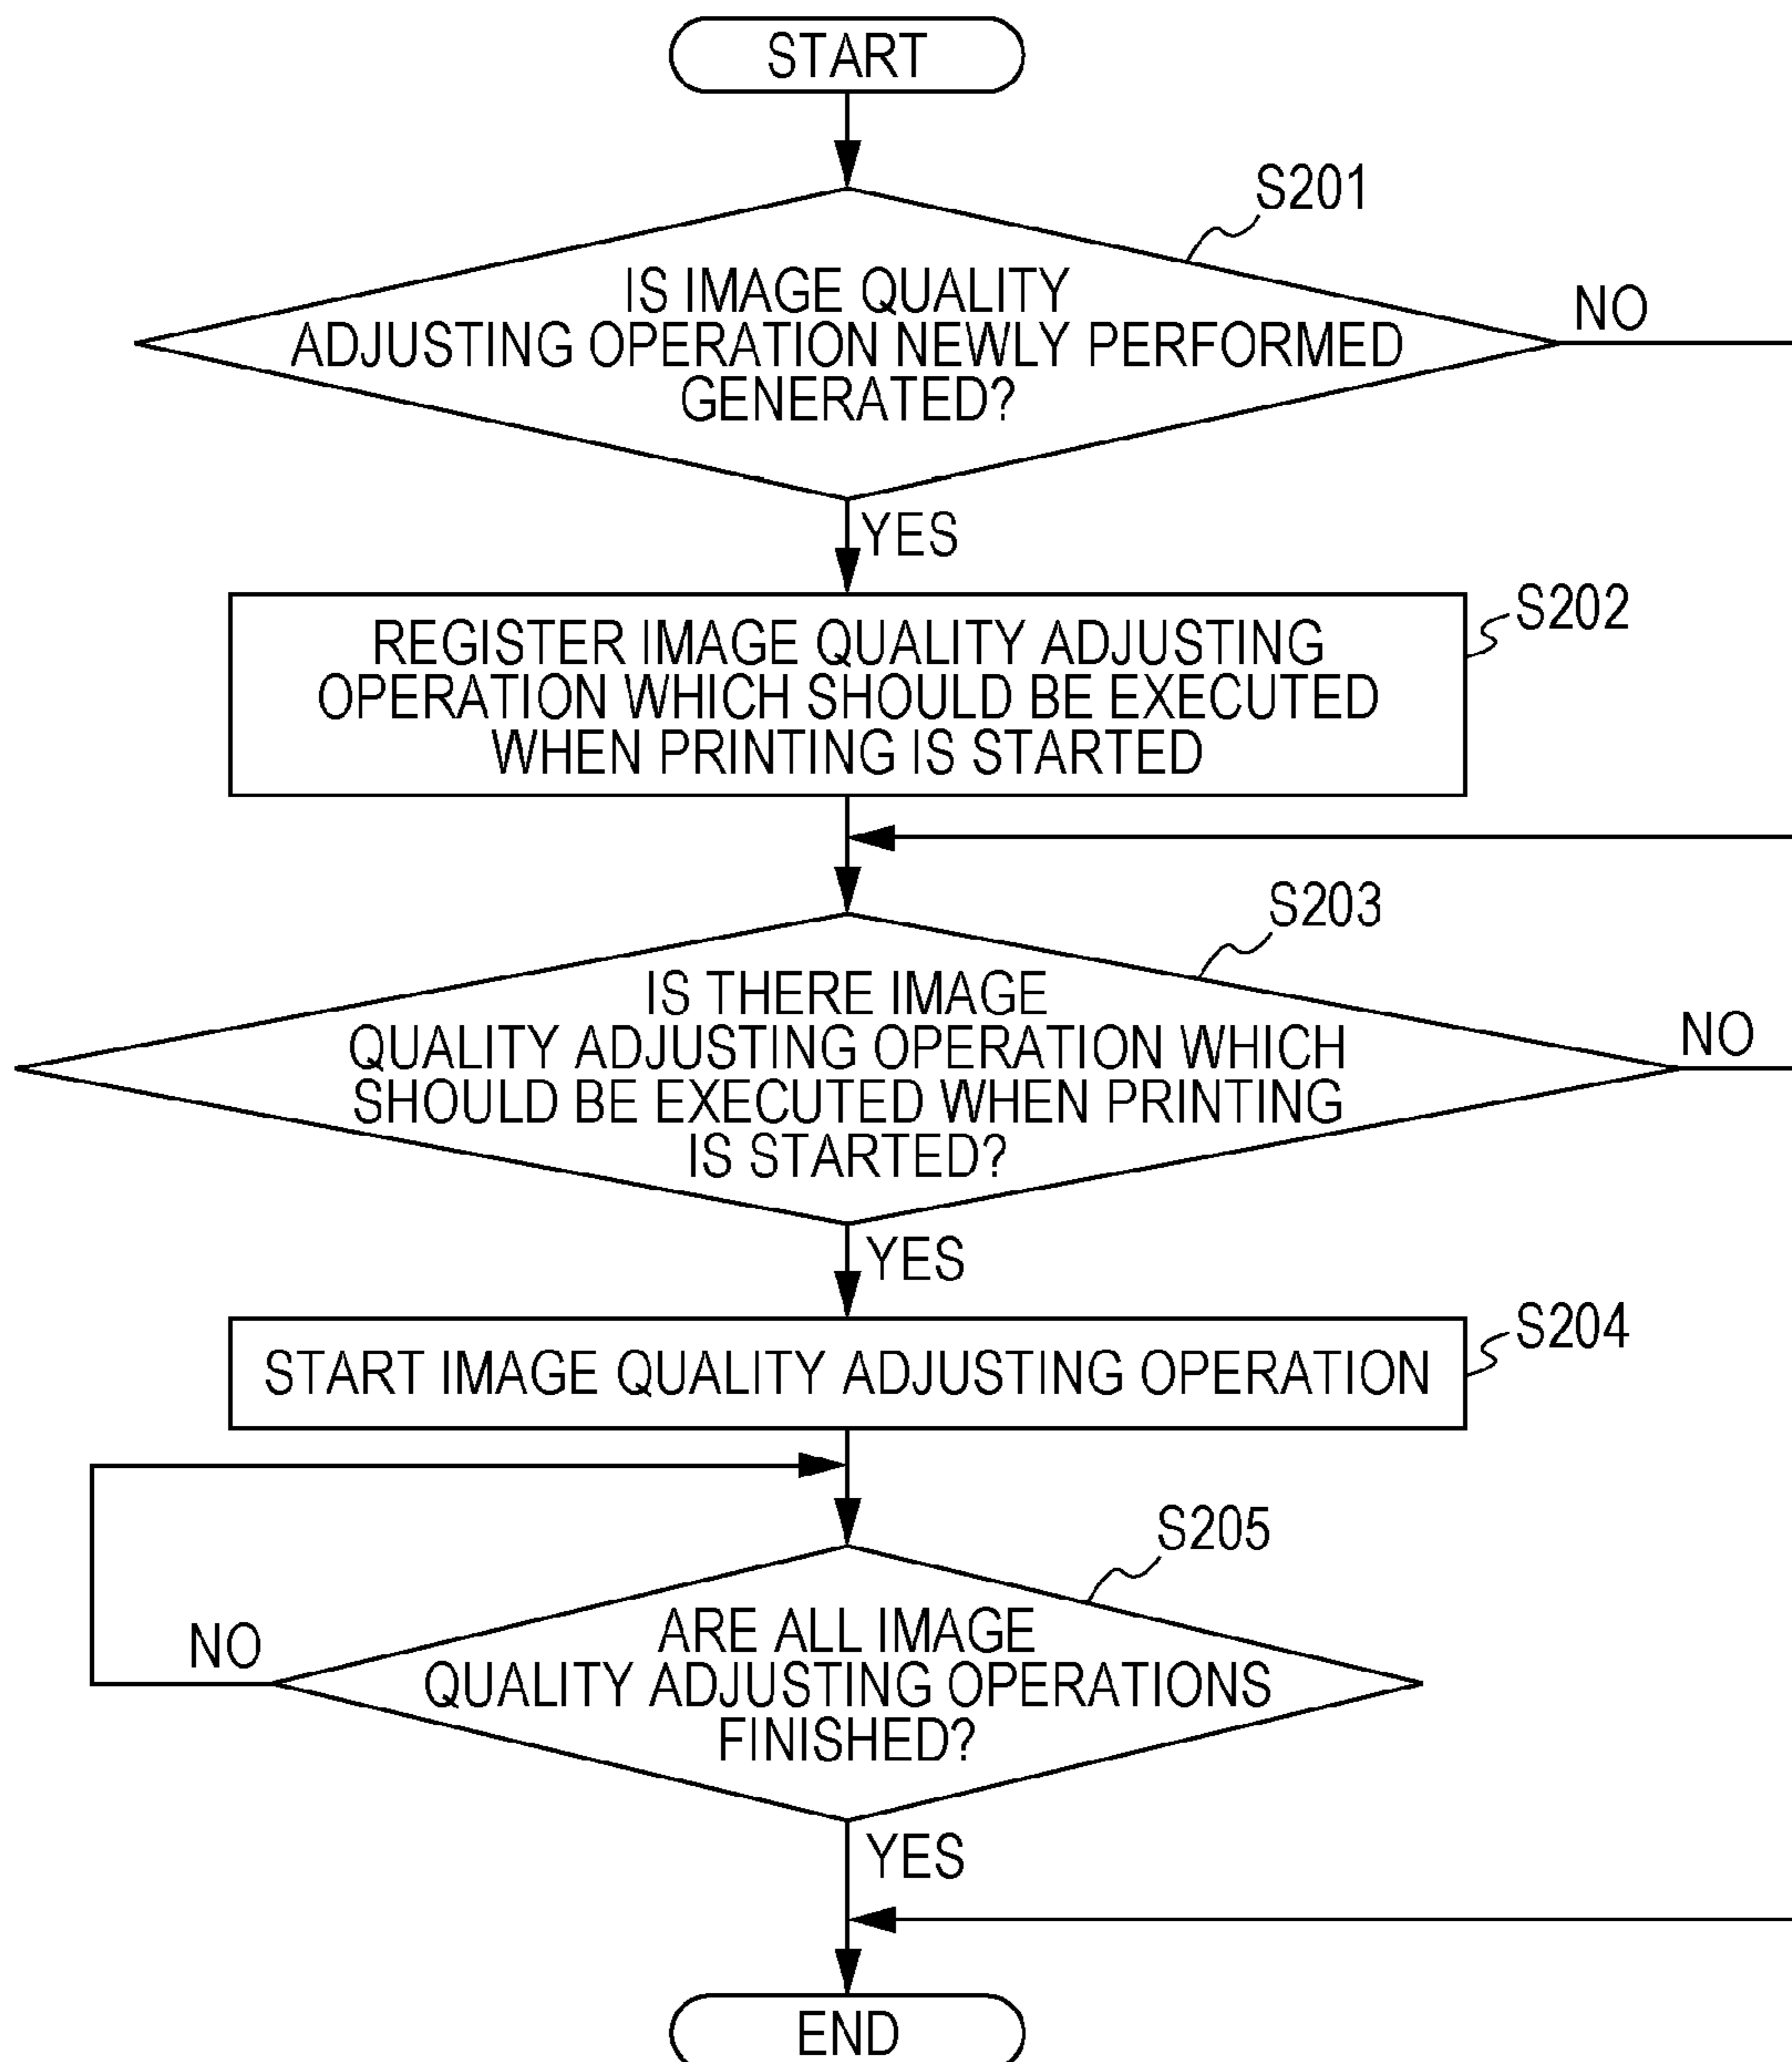 START
S201
IS IMAGE QUALITY
ADJUSTING OPERATION NEWLY PERFORMED
GENERATED?
NO
YES
S202
REGISTER IMAGE QUALITY ADJUSTING
OPERATION WHICH SHOULD BE EXECUTED
WHEN PRINTING IS STARTED
S203
IS THERE IMAGE
QUALITY ADJUSTING OPERATION WHICH
SHOULD BE EXECUTED WHEN PRINTING
IS STARTED?
NO
YES
S204
START IMAGE QUALITY ADJUSTING OPERATION
S205
ARE ALL IMAGE
QUALITY ADJUSTING OPERATIONS
FINISHED?
NO
YES
END